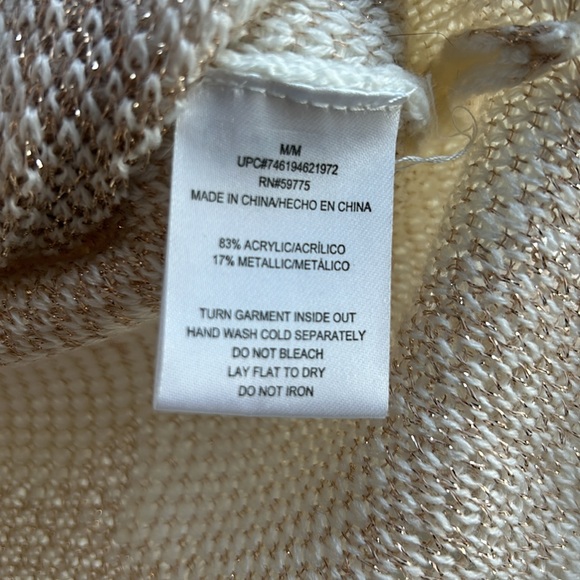 M/M
UPC#746194621972
RN#59775
MADE IN CHINA/HECHO EN CHINA
83% ACRYLIC/ACRÍLICO
17% METALLIC/METÁLICO
TURN GARMENT INSIDE OUT
HAND WASH COLD SEPARATELY
DO NOT BLEACH
LAY FLAT TO DRY
DO NOT IRON